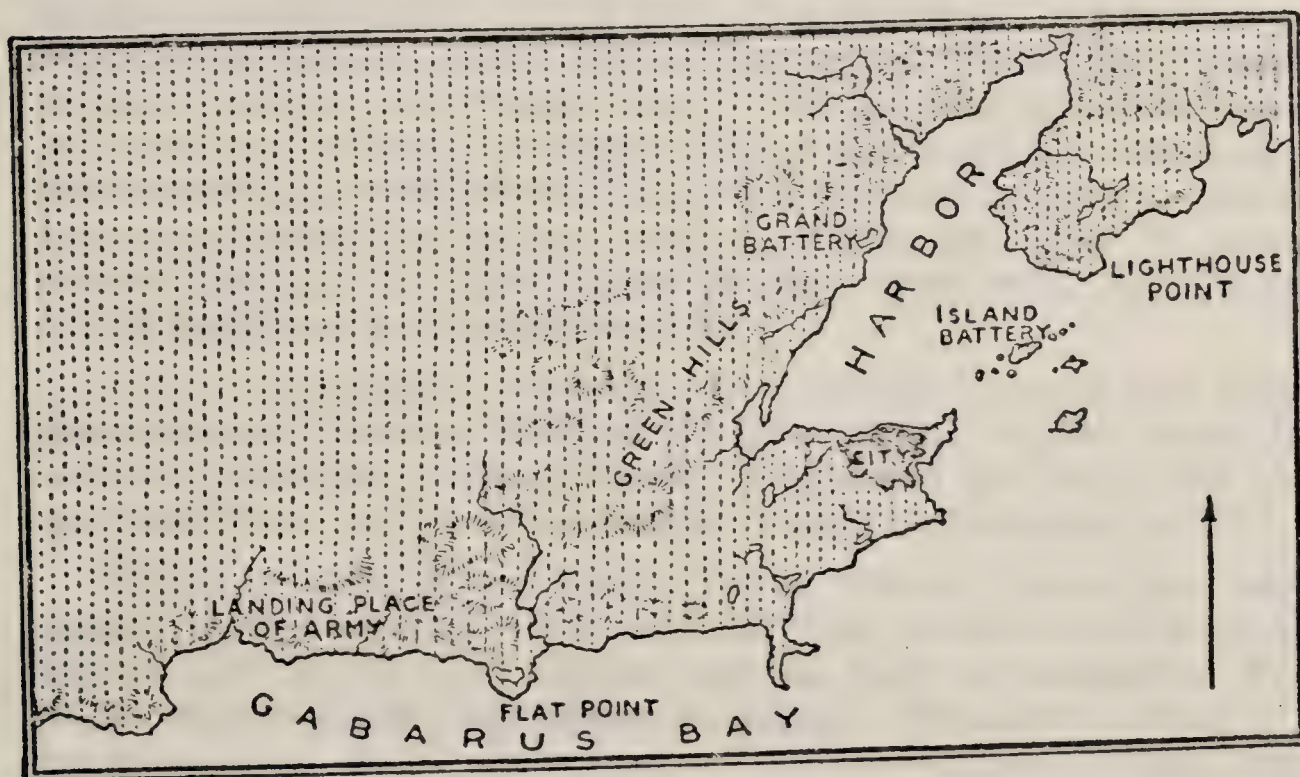 GRAND
BATTERY
HARBOR
LIGHTHOUSE
POINT
ISLAND
BATTERY
GREEN HILLS
CITY
LANDING PLACE
OF ARMY
FLAT POINT
GABARUS BAY